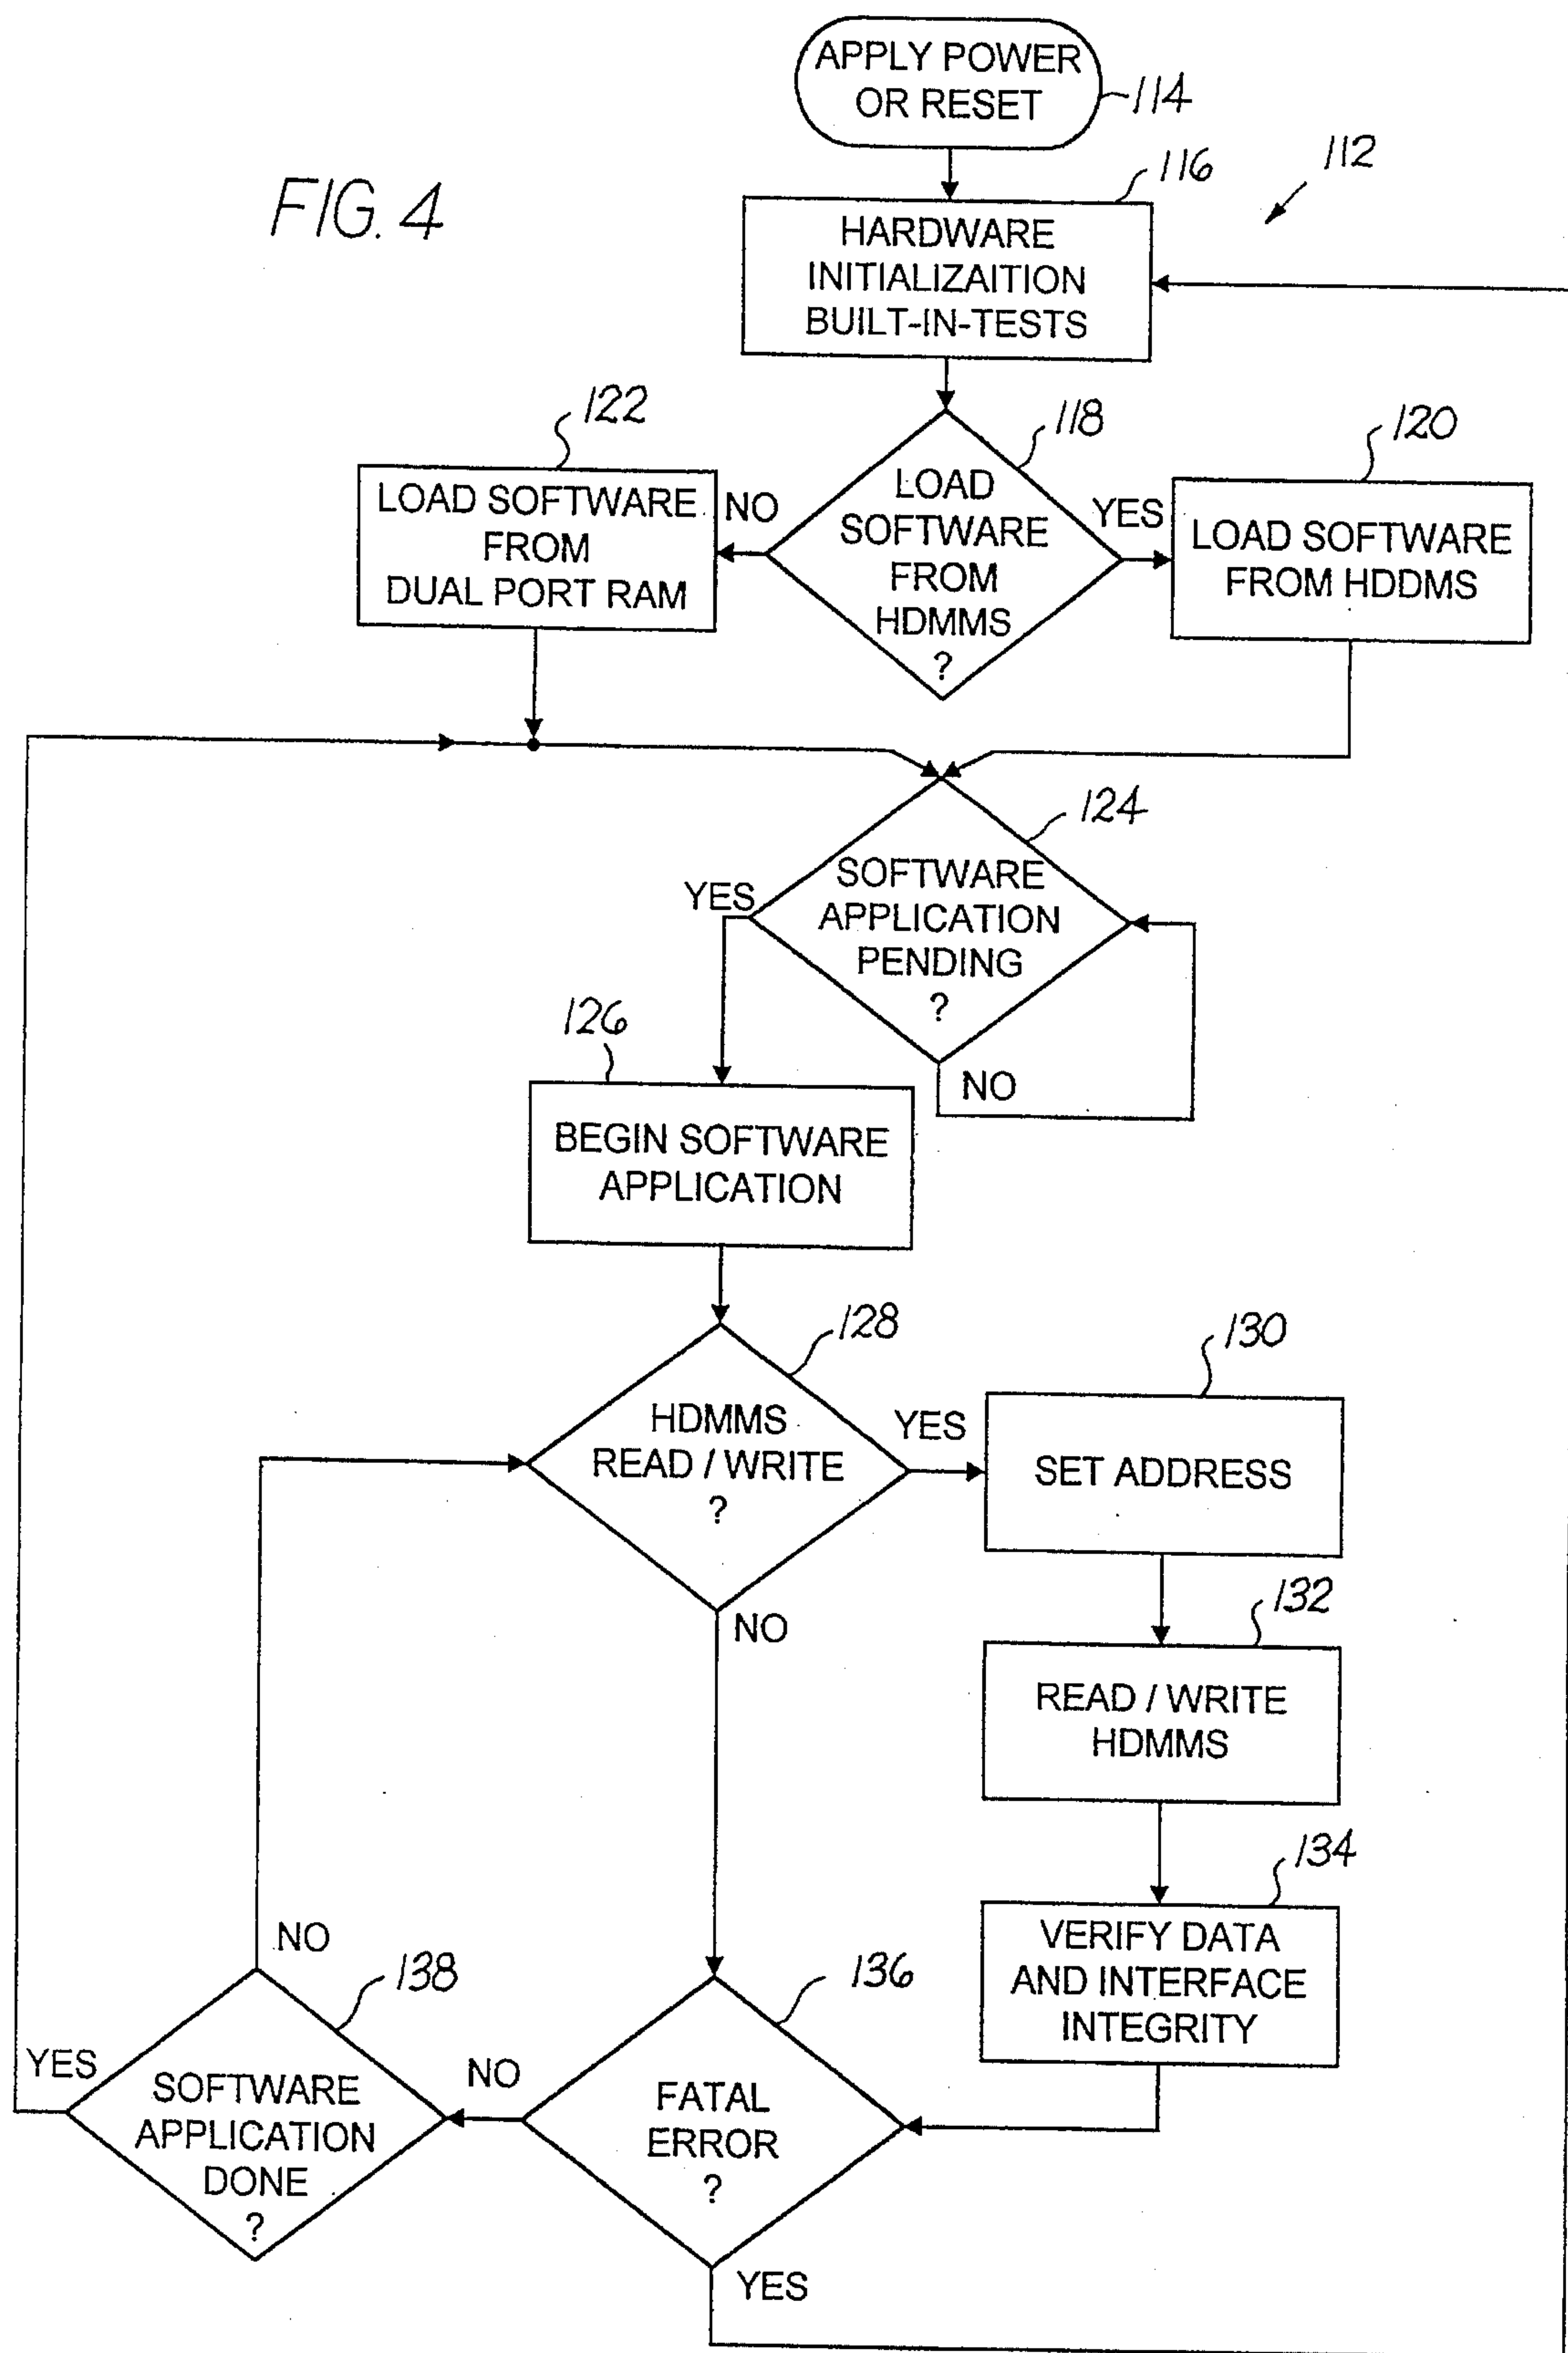 APPLY POWER
OR RESET
114
112
116
FIG. 4
HARDWARE
INITIALIZAITION
BUILT-IN-TESTS
122
118
120
LOAD SOFTWARE
FROM
DUAL PORT RAM
NO
LOAD
SOFTWARE
FROM
HDMMS
?
YES
LOAD SOFTWARE
FROM HDDMS
124
SOFTWARE
APPLICATION
PENDING
?
YES
NO
126
BEGIN SOFTWARE
APPLICATION
128
HDMMS
READ / WRITE
?
YES
NO
130
SET ADDRESS
132
READ / WRITE
HDMMS
134
VERIFY DATA
AND INTERFACE
INTEGRITY
136
FATAL
ERROR
?
NO
YES
138
SOFTWARE
APPLICATION
DONE
?
NO
YES